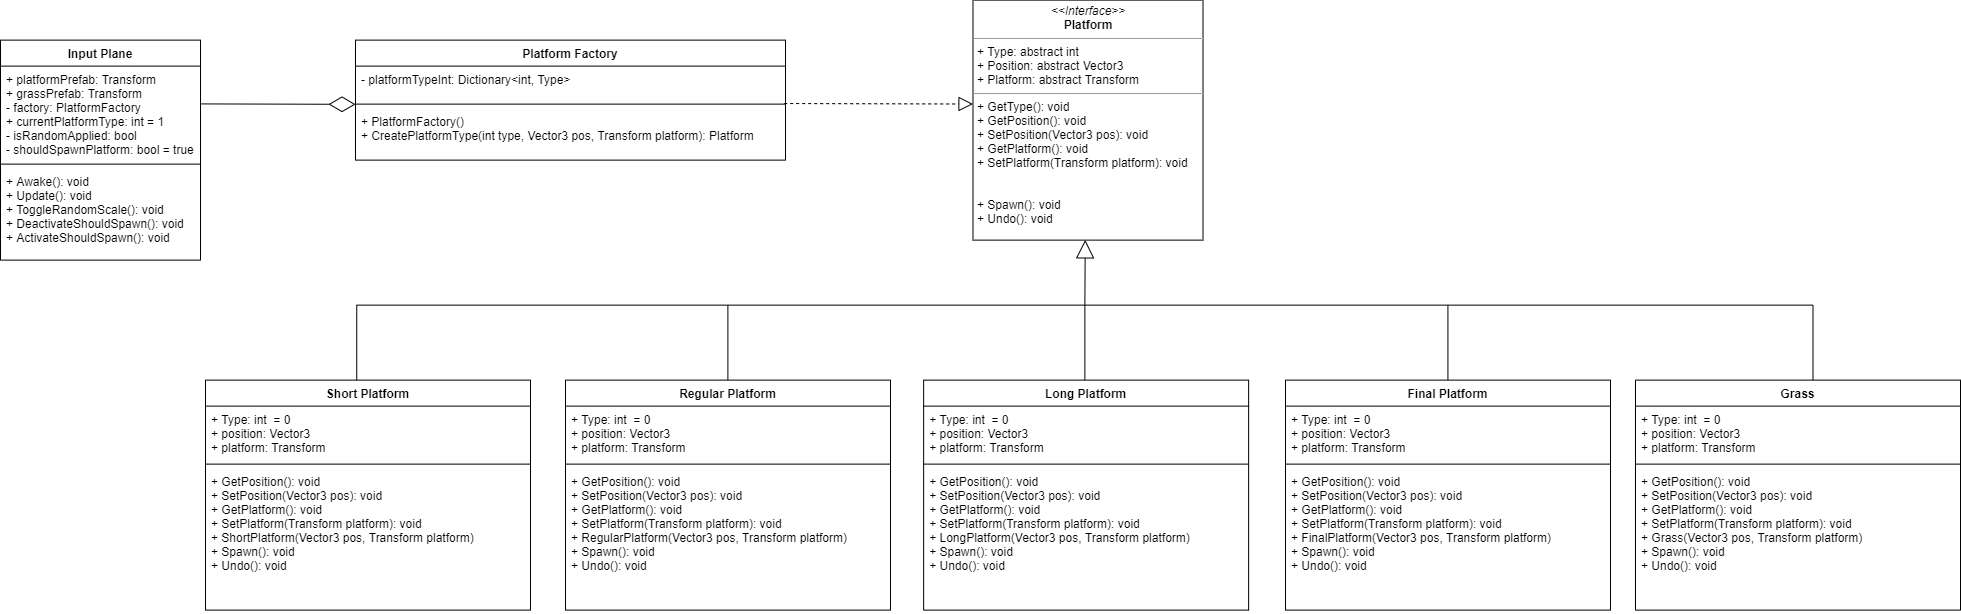 Input Plane
+ platformPrefab: Transform
+ grassPrefab: Transform
- factory: PlatformFactory
+ currentPlatformType: int = 1
- isRandomApplied: bool
- shouldSpawnPlatform: bool = true
+ Awake(): void
+ Update(): void
+ ToggleRandomScale(): void
+ DeactivateShouldSpawn(): void
+ ActivateShouldSpawn(): void
Platform Factory
- platformTypeInt: Dictionary<int, Type>
+ PlatformFactory()
+ CreatePlatformType(int type, Vector3 pos, Transform platform): Platform
<<Interface>>
Platform
+ Type: abstract int
+ Position: abstract Vector3
+ Platform: abstract Transform
+ GetType(): void
+ GetPosition(): void
+ SetPosition(Vector3 pos): void
+ GetPlatform(): void
+ SetPlatform(Transform platform): void
+ Spawn(): void
+ Undo(): void
Short Platform
+ Type: int  = 0
+ position: Vector3
+ platform: Transform
+ GetPosition(): void
+ SetPosition(Vector3 pos): void
+ GetPlatform(): void
+ SetPlatform(Transform platform): void
+ ShortPlatform(Vector3 pos, Transform platform)
+ Spawn(): void
+ Undo(): void
Regular Platform
+ Type: int  = 0
+ position: Vector3
+ platform: Transform
+ GetPosition(): void
+ SetPosition(Vector3 pos): void
+ GetPlatform(): void
+ SetPlatform(Transform platform): void
+ RegularPlatform(Vector3 pos, Transform platform)
+ Spawn(): void
+ Undo(): void
Long Platform
+ Type: int  = 0
+ position: Vector3
+ platform: Transform
+ GetPosition(): void
+ SetPosition(Vector3 pos): void
+ GetPlatform(): void
+ SetPlatform(Transform platform): void
+ LongPlatform(Vector3 pos, Transform platform)
+ Spawn(): void
+ Undo(): void
Final Platform
+ Type: int  = 0
+ position: Vector3
+ platform: Transform
+ GetPosition(): void
+ SetPosition(Vector3 pos): void
+ GetPlatform(): void
+ SetPlatform(Transform platform): void
+ FinalPlatform(Vector3 pos, Transform platform)
+ Spawn(): void
+ Undo(): void
Grass
+ Type: int  = 0
+ position: Vector3
+ platform: Transform
+ GetPosition(): void
+ SetPosition(Vector3 pos): void
+ GetPlatform(): void
+ SetPlatform(Transform platform): void
+ Grass(Vector3 pos, Transform platform)
+ Spawn(): void
+ Undo(): void